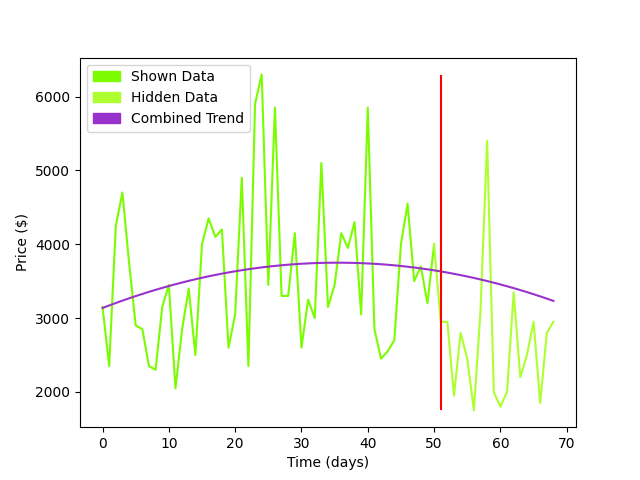 Shown Data
Hidden Data
Combined Trend
6000
5000
4000
3000
2000
Price ($)
0 10 20 30 40 50 60 70
Time (days)